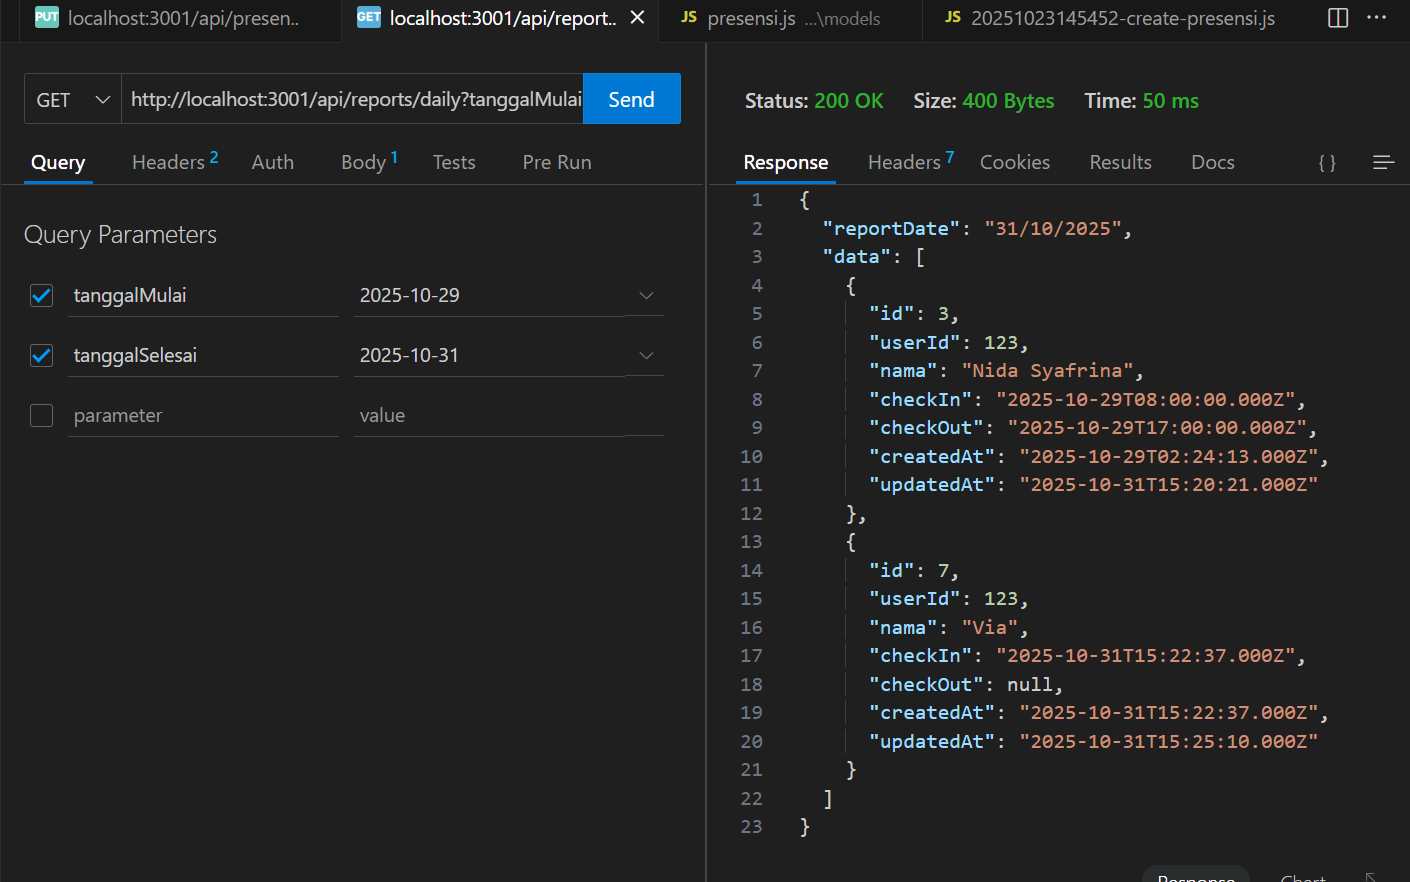 PUT localhost:3001/api/presen..
GET localhost:3001/api/report..
JS presensi.js ...\models
JS 20251023145452-create-presensi.js
GET
http://localhost:3001/api/reports/daily?tanggalMulai
Send
Query
Headers 2
Auth
Body 1
Tests
Pre Run
Query Parameters
tanggalMulai 2025-10-29
tanggalSelesai 2025-10-31
parameter value
Status: 200 OK Size: 400 Bytes Time: 50 ms
Response
Headers 7
Cookies
Results
Docs
{ }
1 {
2 "reportDate": "31/10/2025",
3 "data": [
4 {
5 "id": 3,
6 "userId": 123,
7 "nama": "Nida Syafrina",
8 "checkIn": "2025-10-29T08:00:00.000Z",
9 "checkOut": "2025-10-29T17:00:00.000Z",
10 "createdAt": "2025-10-29T02:24:13.000Z",
11 "updatedAt": "2025-10-31T15:20:21.000Z"
12 },
13 {
14 "id": 7,
15 "userId": 123,
16 "nama": "Via",
17 "checkIn": "2025-10-31T15:22:37.000Z",
18 "checkOut": null,
19 "createdAt": "2025-10-31T15:22:37.000Z",
20 "updatedAt": "2025-10-31T15:25:10.000Z"
21 }
22 ]
23 }
Response
Chart